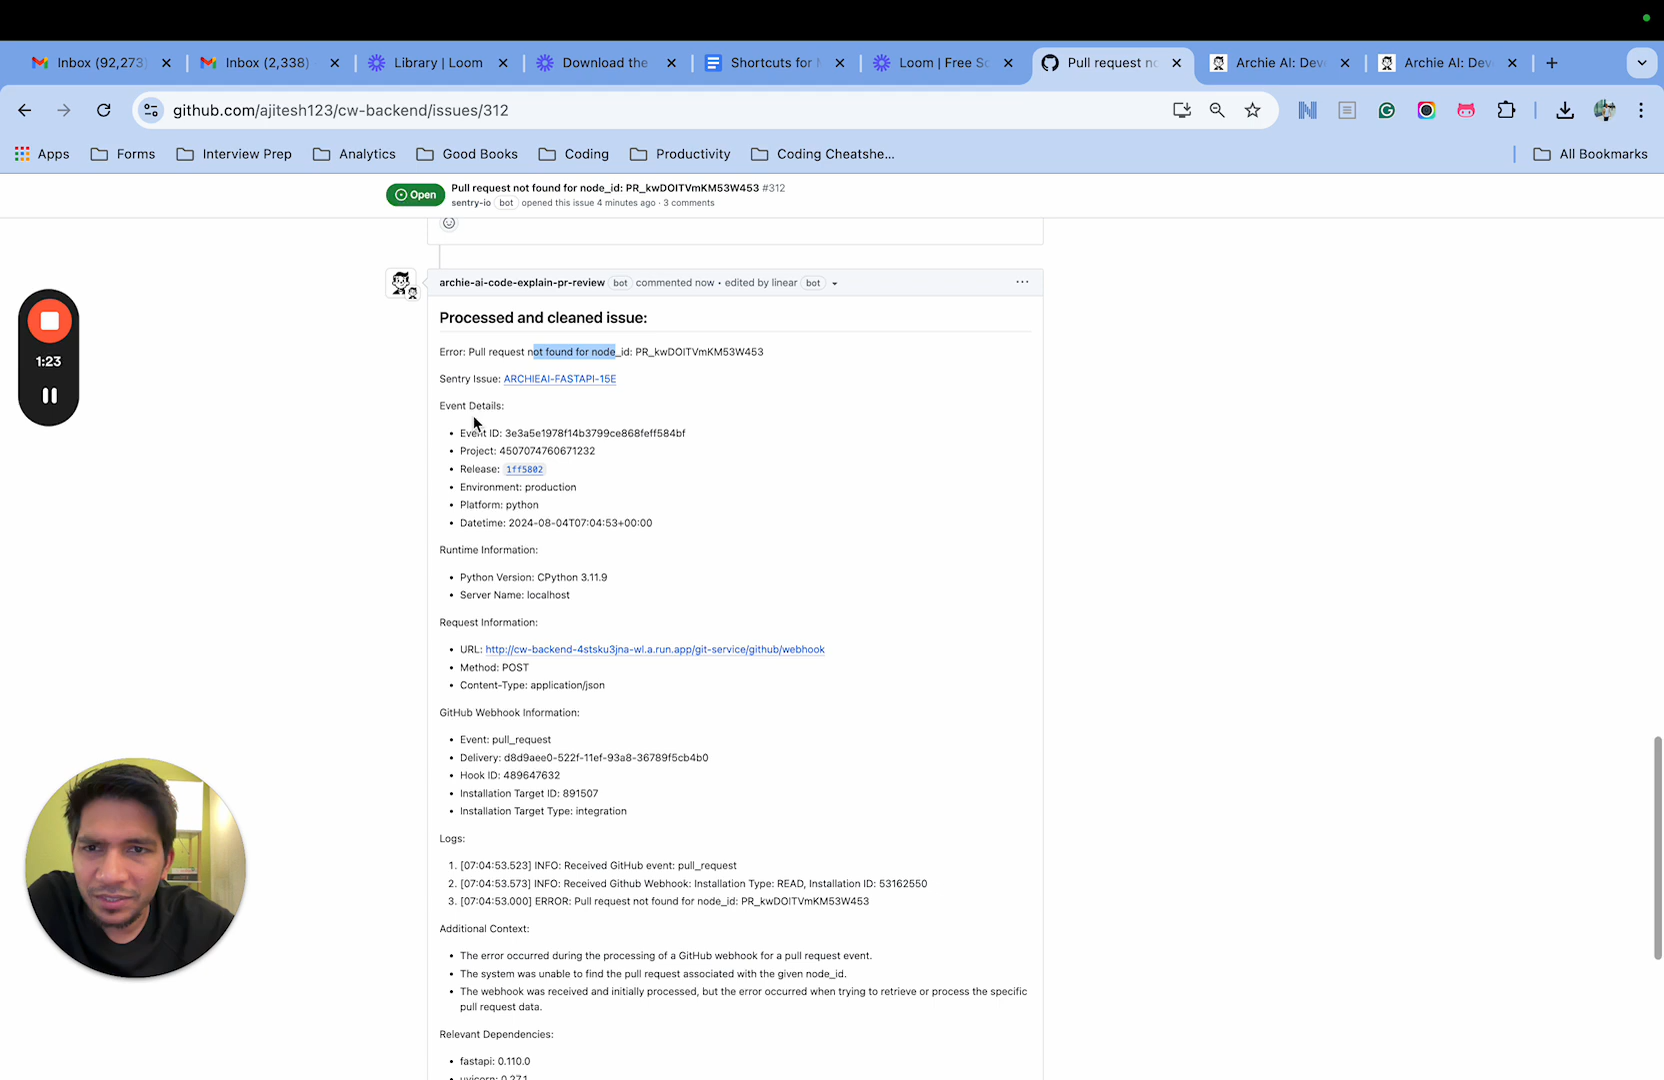 Inbox (92,273)
Inbox (2,338)
Library | Loom
Download the
Shortcuts for
Loom | Free Sc
Pull request no
Archie AI: Dev
Archie AI: Dev
github.com/ajitesh123/cw-backend/issues/312
Apps
Forms
Interview Prep
Analytics
Good Books
Coding
Productivity
Coding Cheatshe...
All Bookmarks
Open
Pull request not found for node_id: PR_kwDOITVmKM53W453 #312
sentry-io bot opened this issue 4 minutes ago · 3 comments
1:23
archie-ai-code-explain-pr-review bot commented now • edited by linear bot
Processed and cleaned issue:
Error: Pull request not found for node_id: PR_kwDOITVmKM53W453
Sentry Issue: ARCHIEAI-FASTAPI-15E
Event Details:
• Event ID: 3e3a5e1978f14b3799ce868feff584bf
• Project: 4507074760671232
• Release: 1ff5802
• Environment: production
• Platform: python
• Datetime: 2024-08-04T07:04:53+00:00
Runtime Information:
• Python Version: CPython 3.11.9
• Server Name: localhost
Request Information:
• URL: http://cw-backend-4stsku3jna-wl.a.run.app/git-service/github/webhook
• Method: POST
• Content-Type: application/json
GitHub Webhook Information:
• Event: pull_request
• Delivery: d8d9aee0-522f-11ef-93a8-36789f5cb4b0
• Hook ID: 489647632
• Installation Target ID: 891507
• Installation Target Type: integration
Logs:
1. [07:04:53.523] INFO: Received GitHub event: pull_request
2. [07:04:53.573] INFO: Received Github Webhook: Installation Type: READ, Installation ID: 53162550
3. [07:04:53.000] ERROR: Pull request not found for node_id: PR_kwDOITVmKM53W453
Additional Context:
• The error occurred during the processing of a GitHub webhook for a pull request event.
• The system was unable to find the pull request associated with the given node_id.
• The webhook was received and initially processed, but the error occurred when trying to retrieve or process the specific
pull request data.
Relevant Dependencies:
• fastapi: 0.110.0
• uvicorn: 0.27.1